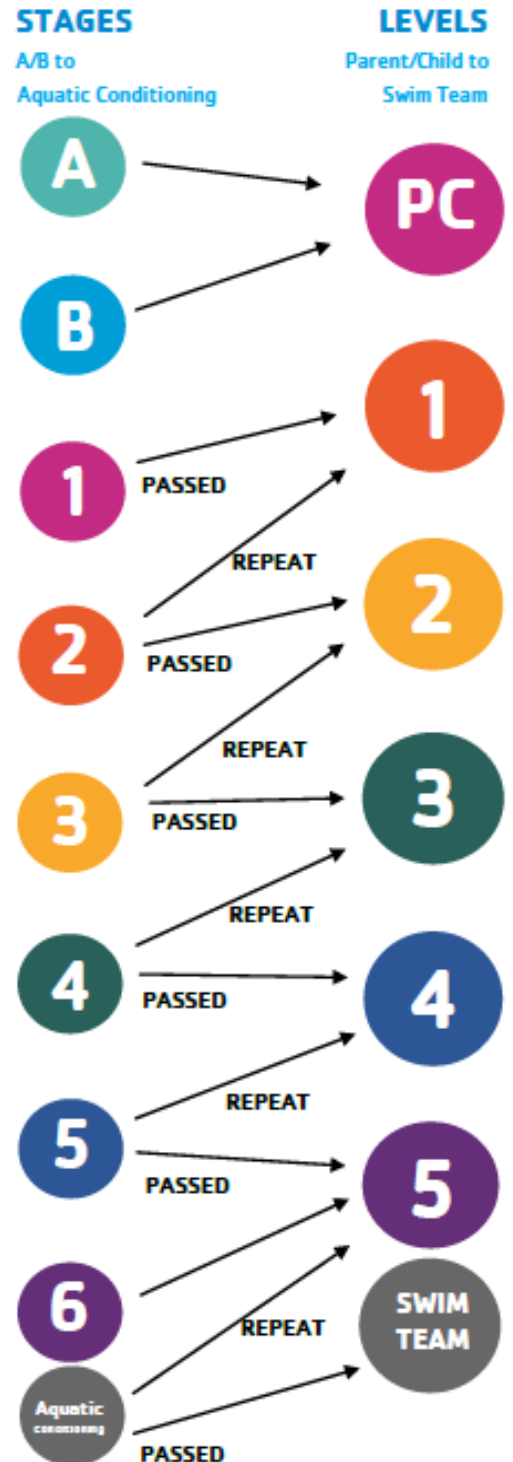 STAGES
LEVELS
A/B to
Parent/Child to
Aquatic Conditioning
Swim Team
A
PC
B
1
1
PASSED
REPEAT
2
2
PASSED
REPEAT
3
3
PASSED
REPEAT
4
4
PASSED
REPEAT
5
5
PASSED
6
SWIM
TEAM
REPEAT
Aquatic
conditioning
PASSED